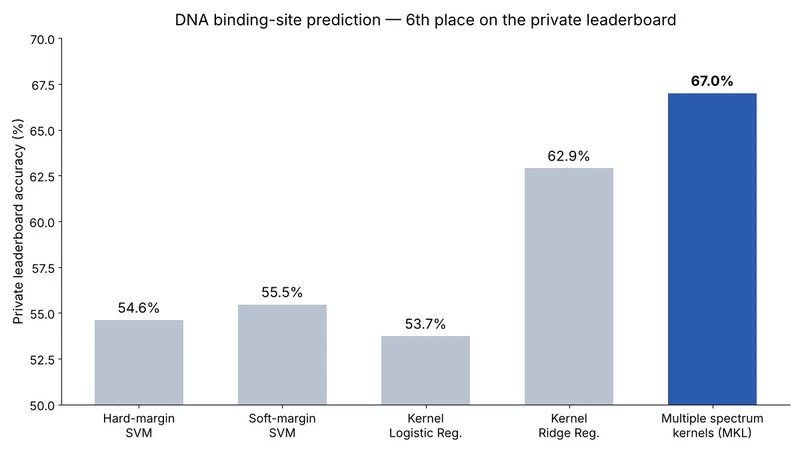 DNA binding-site prediction — 6th place on the private leaderboard
Private leaderboard accuracy (%)
70.0
67.5
65.0
62.5
60.0
57.5
55.0
52.5
50.0
54.6%
55.5%
53.7%
62.9%
67.0%
Hard-margin
SVM
Soft-margin
SVM
Kernel
Logistic Reg.
Kernel
Ridge Reg.
Multiple spectrum
kernels (MKL)